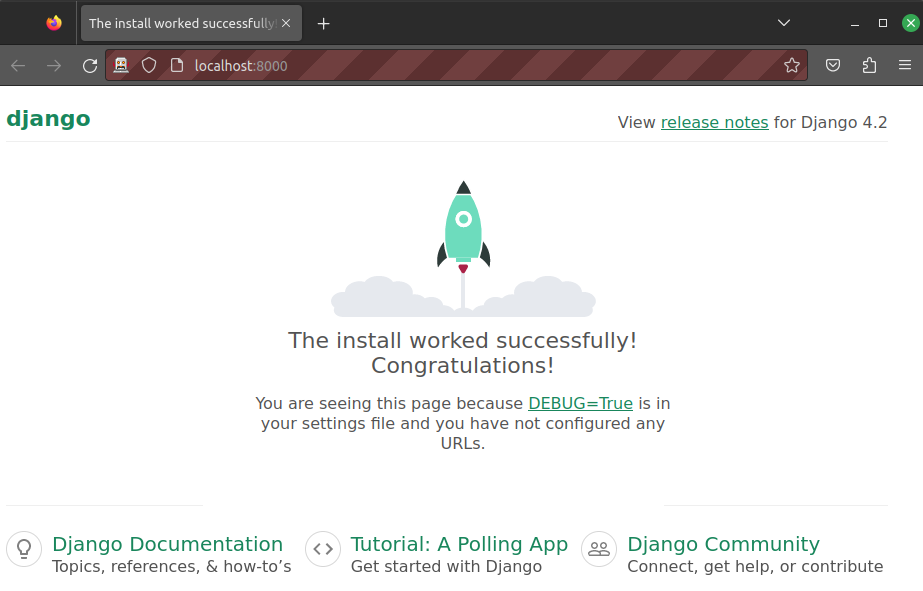 The install worked successfully!
localhost:8000
django
View release notes for Django 4.2
The install worked successfully!
Congratulations!
You are seeing this page because DEBUG=True is in
your settings file and you have not configured any
URLs.
Django Documentation
Topics, references, & how-to’s
Tutorial: A Polling App
Get started with Django
Django Community
Connect, get help, or contribute